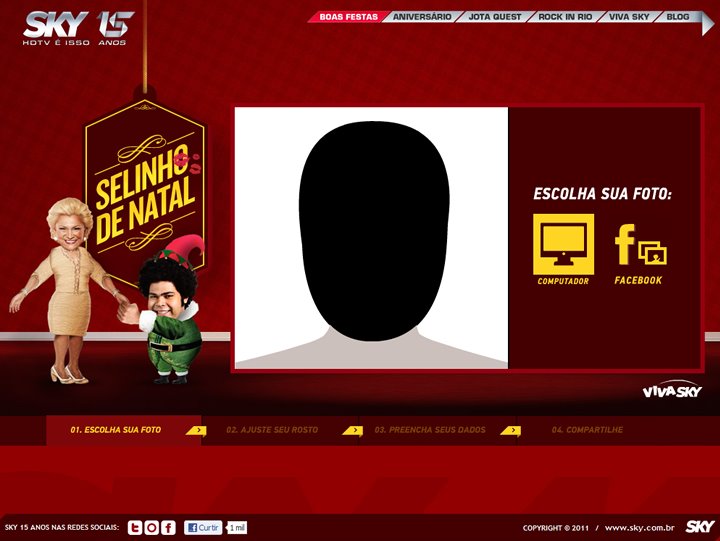 SKY 15
HDTV É ISSO ANOS
BOAS FESTAS
ANIVERSÁRIO
JOTA QUEST
ROCK IN RIO
VIVA SKY
BLOG
SELINHO
DE NATAL
ESCOLHA SUA FOTO:
COMPUTADOR
FACEBOOK
VIVA SKY
01. ESCOLHA SUA FOTO
02. AJUSTE SEU ROSTO
03. PREENCHA SEUS DADOS
04. COMPARTILHE
SKY 15 ANOS NAS REDES SOCIAIS:
Curtir
1 mil
COPYRIGHT © 2011 / www.sky.com.br
SKY